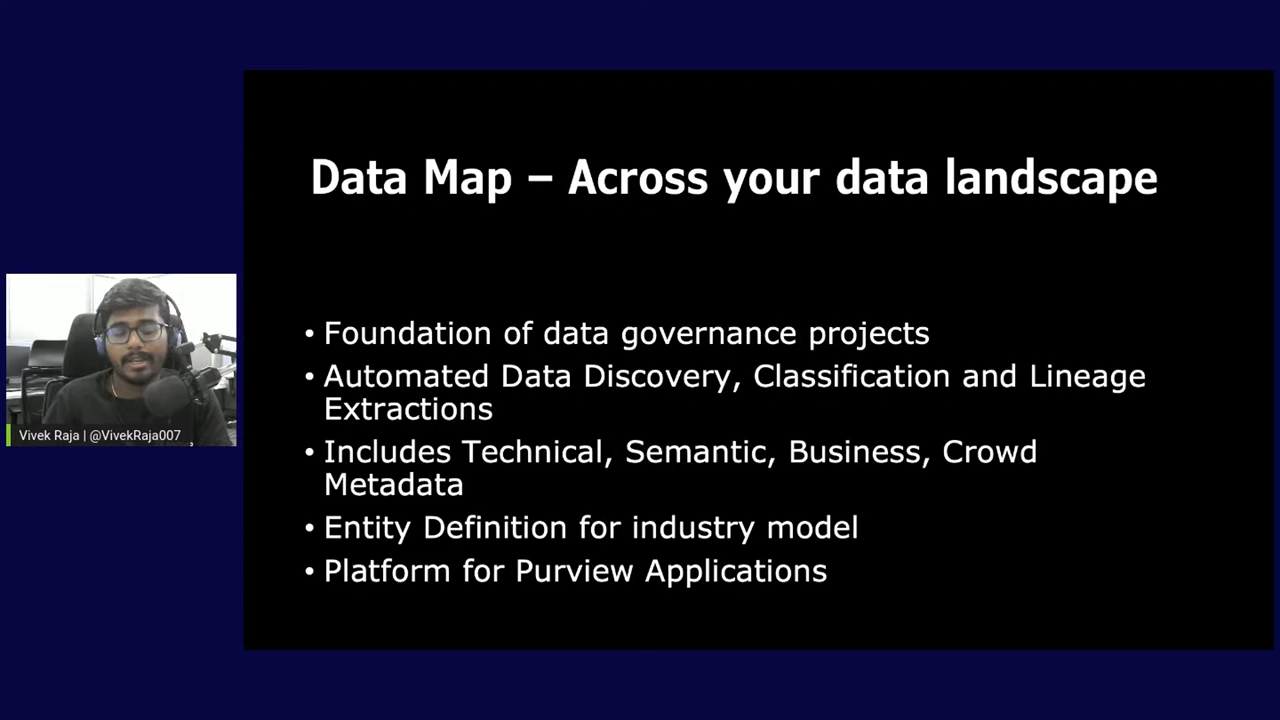 Data Map – Across your data landscape
• Foundation of data governance projects
• Automated Data Discovery, Classification and Lineage
Extractions
• Includes Technical, Semantic, Business, Crowd
Metadata
• Entity Definition for industry model
• Platform for Purview Applications
Vivek Raja | @VivekRaja007